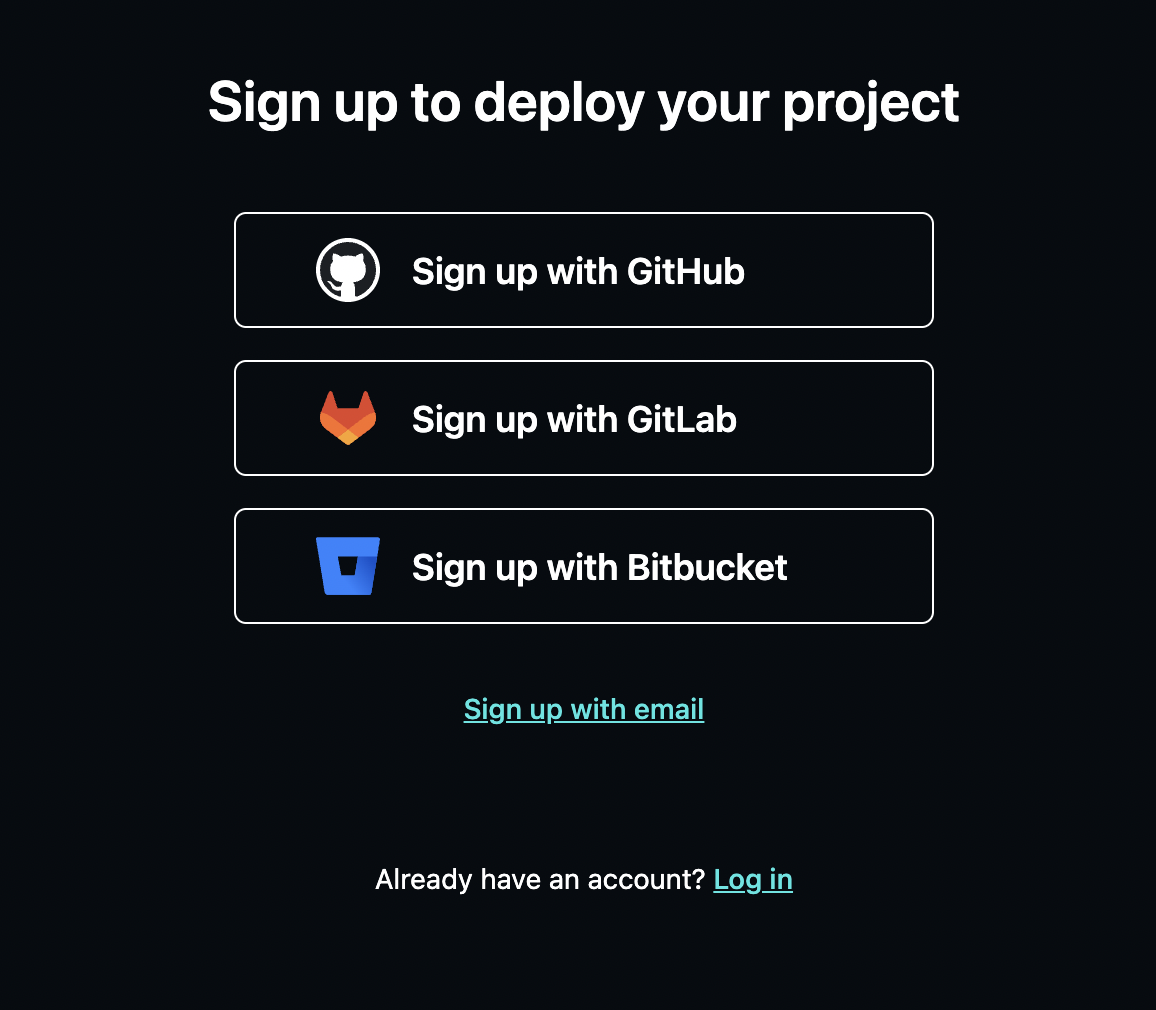 Sign up to deploy your project
Sign up with GitHub
Sign up with GitLab
Sign up with Bitbucket
Sign up with email
Already have an account? Log in